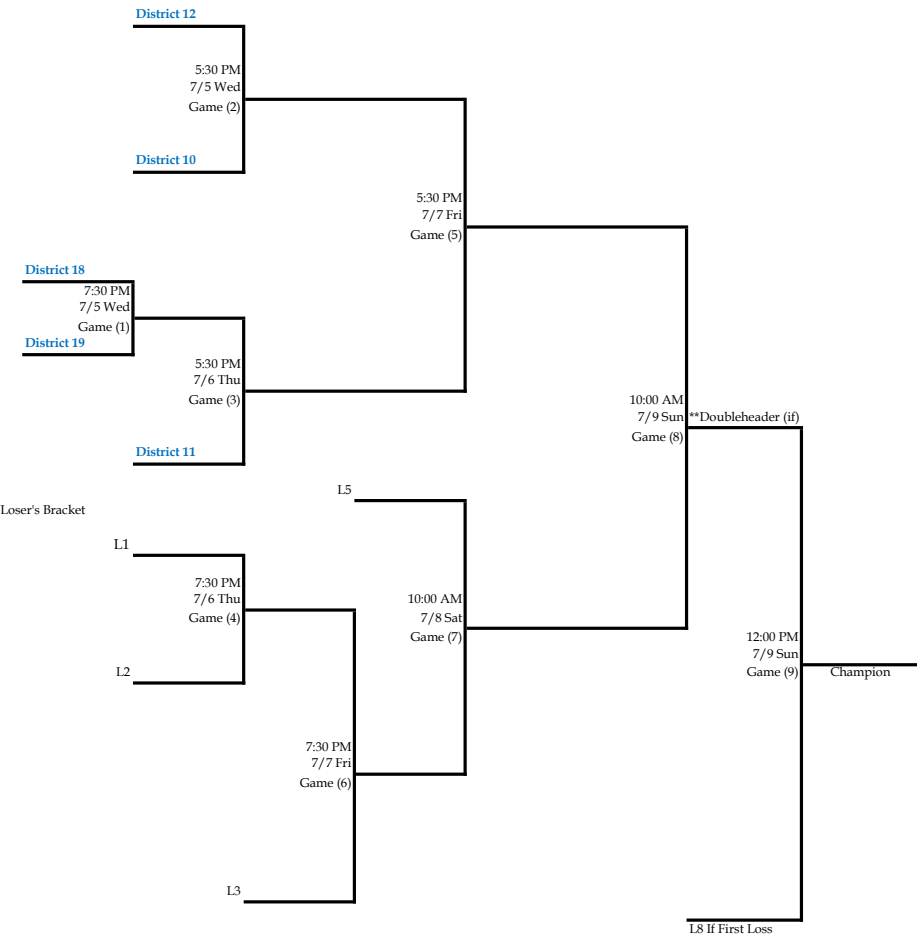 District 12
5:30 PM
7/5 Wed
Game (2)
District 10
5:30 PM
7/7 Fri
Game (5)
District 18
7:30 PM
7/5 Wed
Game (1)
District 19
5:30 PM
7/6 Thu
Game (3)
District 11
10:00 AM
7/9 Sun
**Doubleheader (if)
Game (8)
L5
Loser's Bracket
L1
7:30 PM
7/6 Thu
Game (4)
L2
10:00 AM
7/8 Sat
Game (7)
12:00 PM
7/9 Sun
Game (9)
Champion
7:30 PM
7/7 Fri
Game (6)
L3
L8 If First Loss